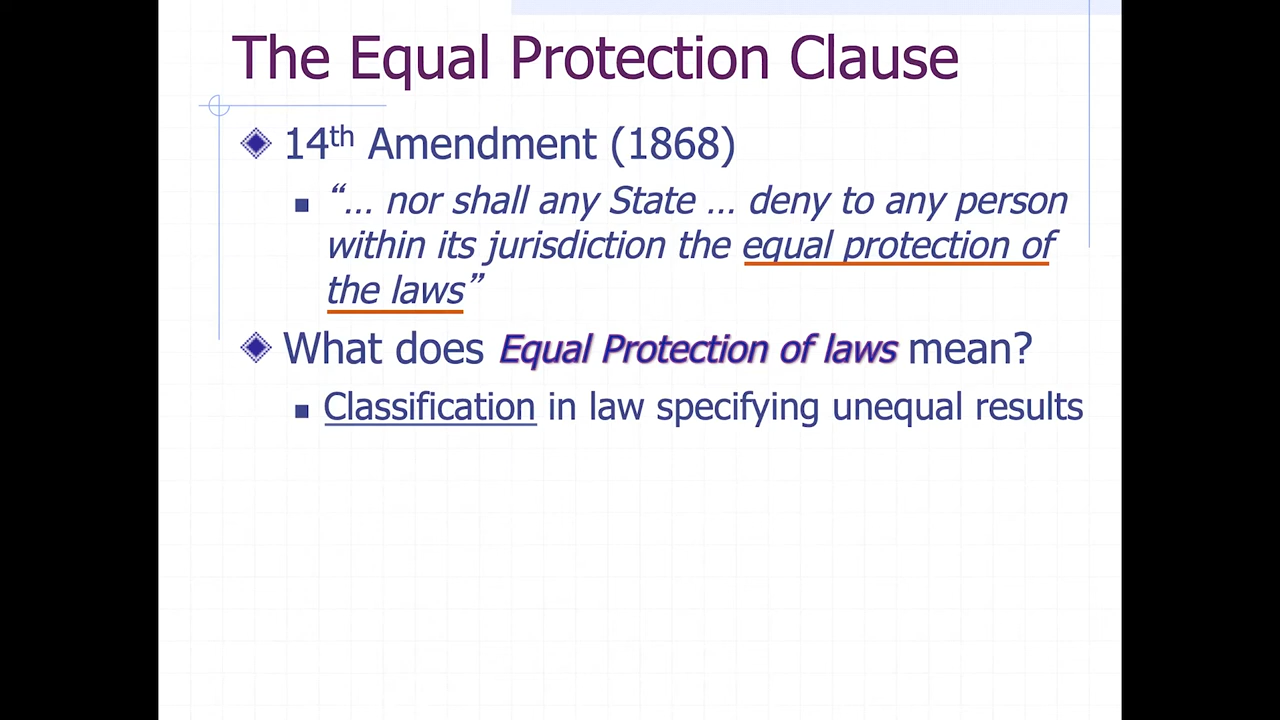 The Equal Protection Clause
14th Amendment (1868)
“… nor shall any State … deny to any person
within its jurisdiction the equal protection of
the laws”
What does Equal Protection of laws mean?
Classification in law specifying unequal results